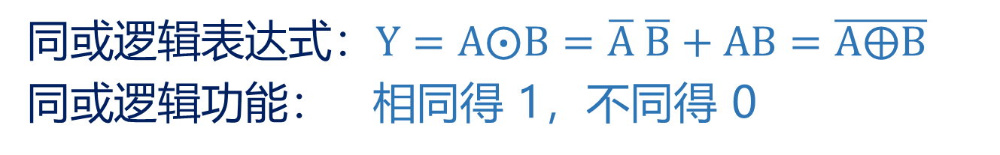 同或逻辑表达式：Y = A⊙B = A̅ B̅ + AB = \overline{A⊕B}
同或逻辑功能： 相同得 1，不同得 0